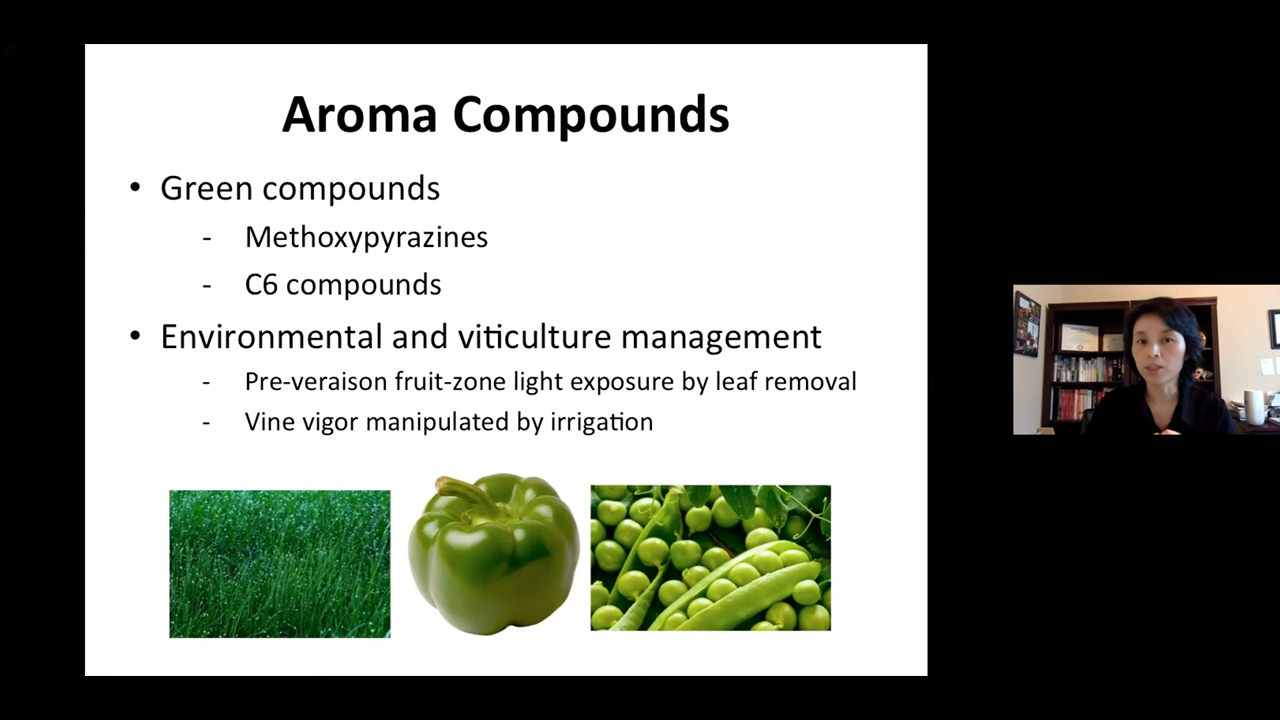 Aroma Compounds
• Green compounds
- Methoxypyrazines
- C6 compounds
• Environmental and viticulture management
- Pre-veraison fruit-zone light exposure by leaf removal
- Vine vigor manipulated by irrigation